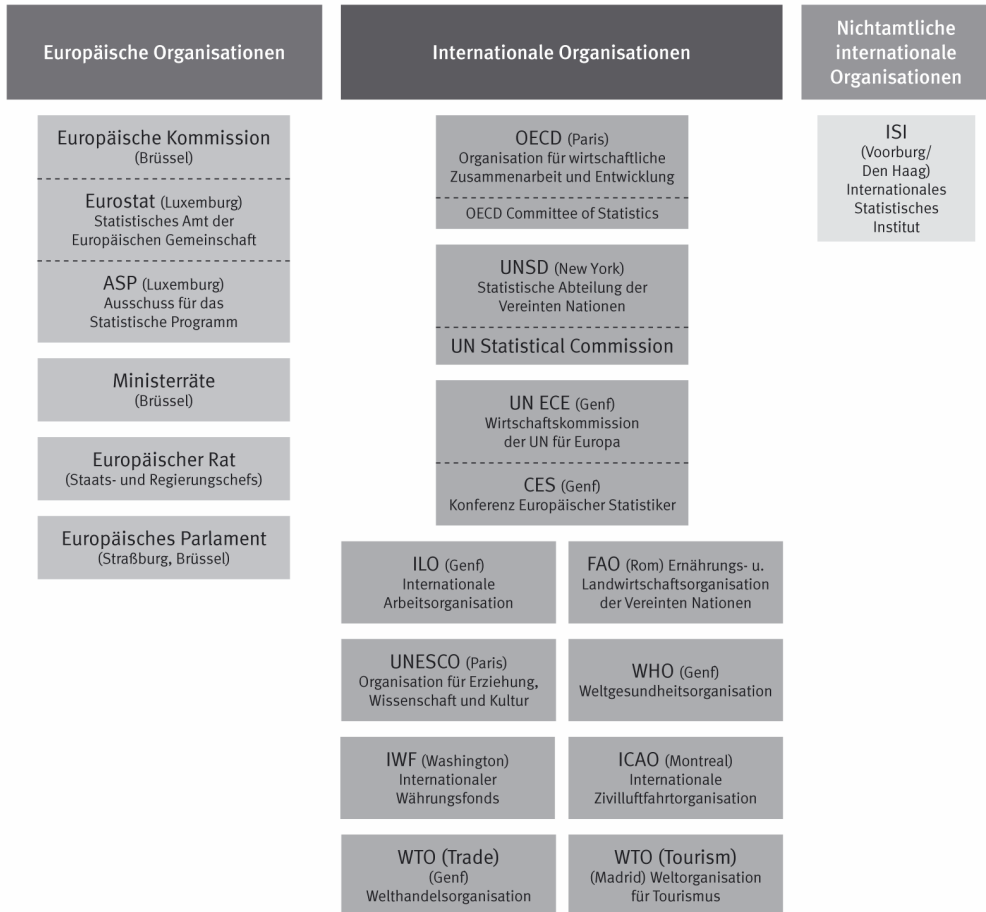 Europäische Organisationen
Europäische Kommission
(Brüssel)
Eurostat (Luxemburg)
Statistisches Amt der
Europäischen Gemeinschaft
ASP (Luxemburg)
Ausschuss für das
Statistische Programm
Ministerräte
(Brüssel)
Europäischer Rat
(Staats- und Regierungschefs)
Europäisches Parlament
(Straßburg, Brüssel)
Internationale Organisationen
OECD (Paris)
Organisation für wirtschaftliche
Zusammenarbeit und Entwicklung
OECD Committee of Statistics
UNSD (New York)
Statistische Abteilung der
Vereinten Nationen
UN Statistical Commission
UN ECE (Genf)
Wirtschaftskommission
der UN für Europa
CES (Genf)
Konferenz Europäischer Statistiker
ILO (Genf)
Internationale
Arbeitsorganisation
FAO (Rom) Ernährungs- u.
Landwirtschaftsorganisation
der Vereinten Nationen
UNESCO (Paris)
Organisation für Erziehung,
Wissenschaft und Kultur
WHO (Genf)
Weltgesundheitsorganisation
IWF (Washington)
Internationaler
Währungsfonds
ICAO (Montreal)
Internationale
Zivilluftfahrtorganisation
WTO (Trade)
(Genf)
Welthandelsorganisation
WTO (Tourism)
(Madrid) Weltorganisation
für Tourismus
Nichtamtliche
internationale
Organisationen
ISI
(Voorburg/
Den Haag)
Internationales
Statistisches
Institut